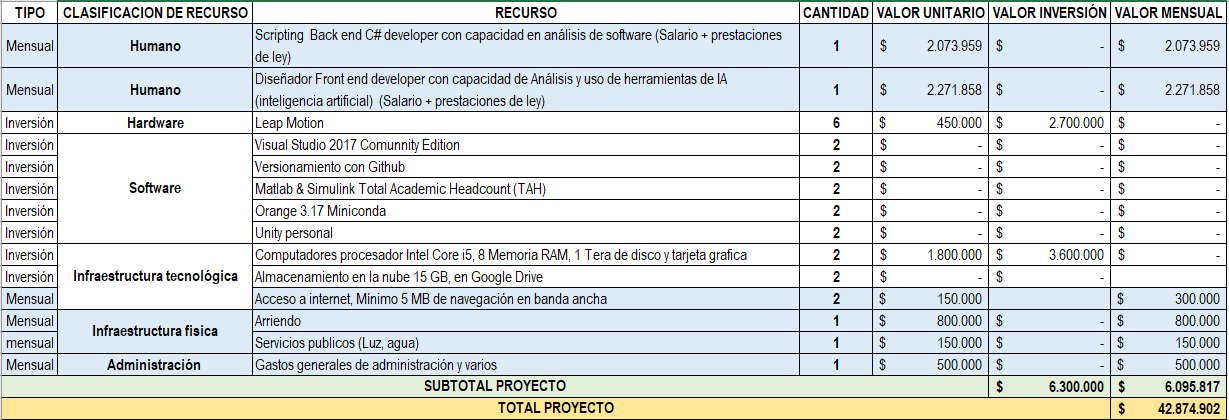 TIPO CLASIFICACION DE RECURSO RECURSO CANTIDAD VALOR UNITARIO VALOR INVERSIÓN VALOR MENSUAL
Mensual Humano Scripting Back end C# developer con capacidad en análisis de software (Salario + prestaciones de ley) 1 $ 2.073.959 $ - $ 2.073.959
Mensual Humano Diseñador Front end developer con capacidad de Análisis y uso de herramientas de IA (inteligencia artificial) (Salario + prestaciones de ley) 1 $ 2.271.858 $ - $ 2.271.858
Inversión Hardware Leap Motion 6 $ 450.000 $ 2.700.000 $ -
Inversión Software Visual Studio 2017 Comunnity Edition 2 $ - $ - $ -
Inversión Versionamiento con Github 2 $ - $ - $ -
Inversión Matlab & Simulink Total Academic Headcount (TAH) 2 $ - $ - $ -
Inversión Orange 3.17 Miniconda 2 $ - $ - $ -
Inversión Unity personal 2 $ - $ - $ -
Inversión Infraestructura tecnológica Computadores procesador Intel Core i5, 8 Memoria RAM, 1 Tera de disco y tarjeta grafica 2 $ 1.800.000 $ 3.600.000 $ -
Inversión Almacenamiento en la nube 15 GB, en Google Drive 2 $ - $ -
Mensual Acceso a internet, Minimo 5 MB de navegación en banda ancha 2 $ 150.000 $ 300.000
Mensual Infraestructura fisica Arriendo 1 $ 800.000 $ - $ 800.000
mensual Servicios publicos (Luz, agua) 1 $ 150.000 $ - $ 150.000
Mensual Administración Gastos generales de administración y varios 1 $ 500.000 $ - $ 500.000
SUBTOTAL PROYECTO $ 6.300.000 $ 6.095.817
TOTAL PROYECTO $ 42.874.902